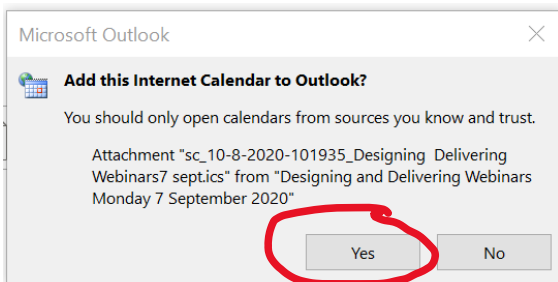 Microsoft Outlook
Add this Internet Calendar to Outlook?
You should only open calendars from sources you know and trust.
Attachment "sc_10-8-2020-101935_Designing  Delivering
Webinars7 sept.ics" from "Designing and Delivering Webinars
Monday 7 September 2020"
Yes
No